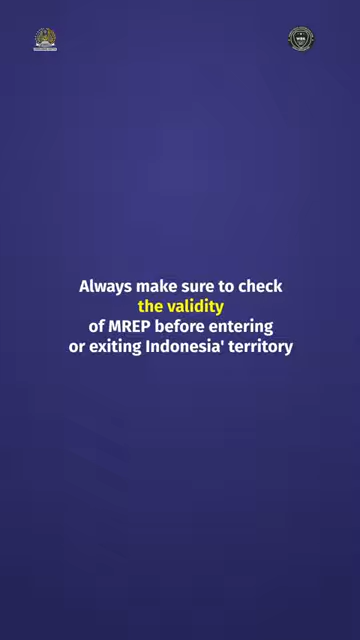 Always make sure to check
the validity
of MREP before entering
or exiting Indonesia' territory